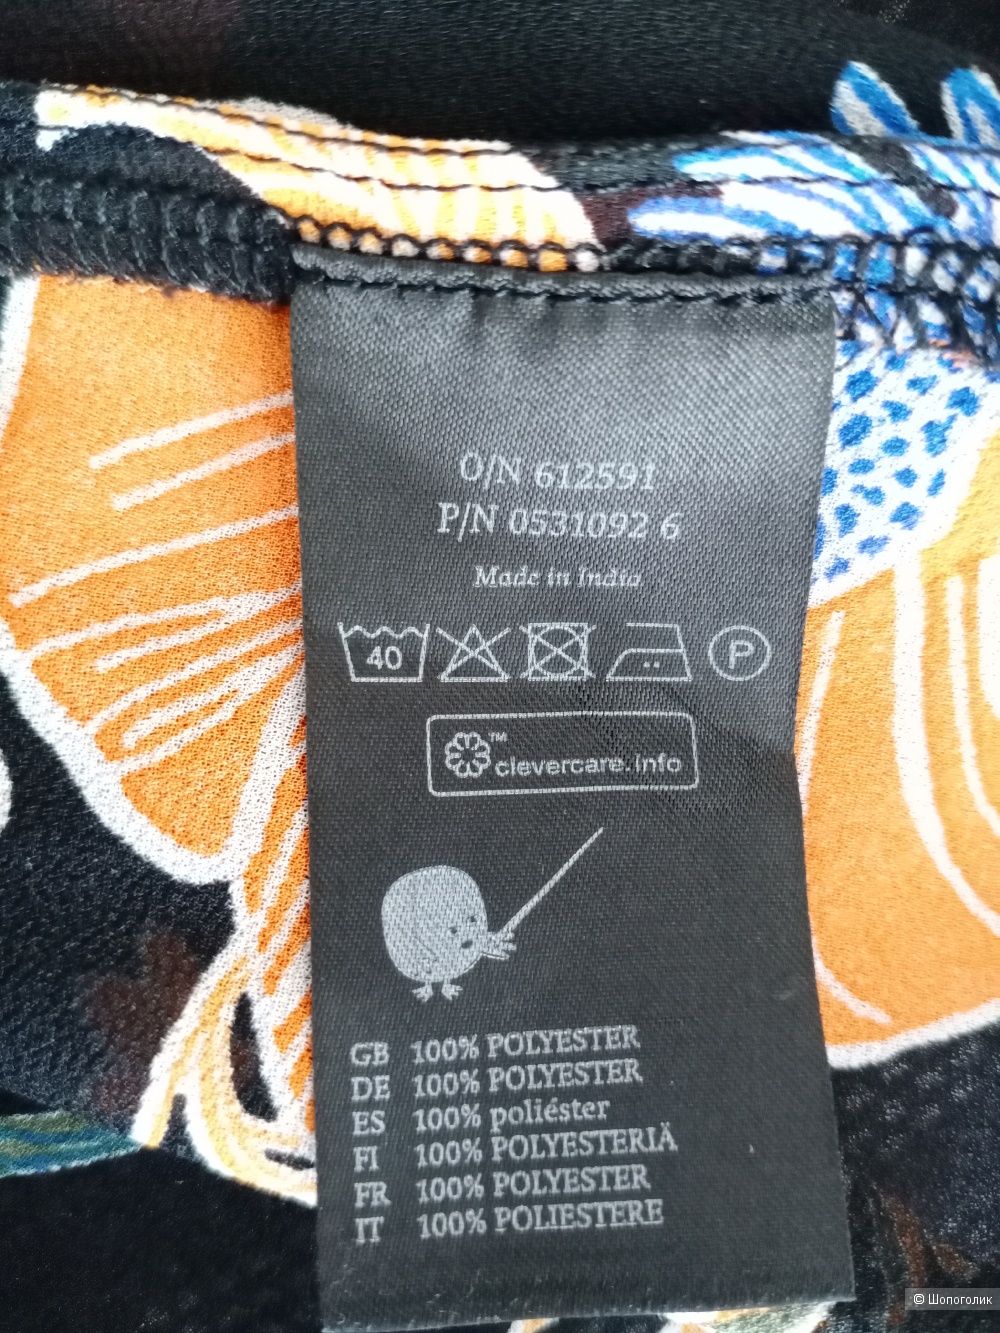 O/N 612591
P/N 0531092 6
Made in India
40 P
™
clevercare.info
GB 100% POLYESTER
DE 100% POLYESTER
ES 100% poliéster
FI 100% POLYESTERIÄ
FR 100% POLYESTER
IT 100% POLIESTERE
© Шопоголик